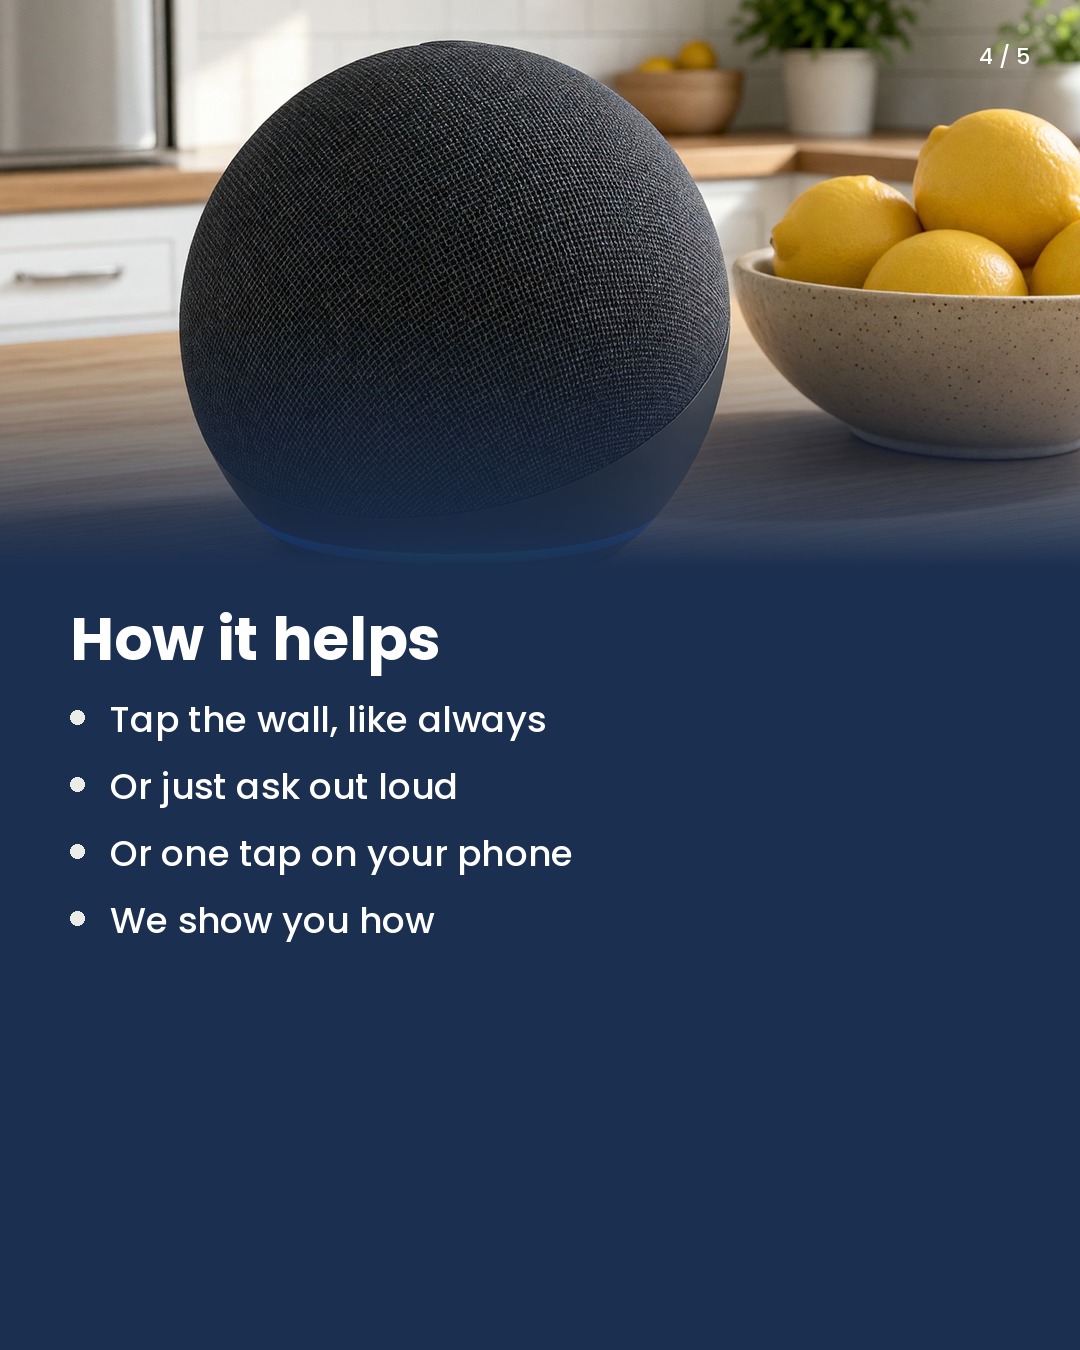 4 / 5
How it helps
Tap the wall, like always
Or just ask out loud
Or one tap on your phone
We show you how